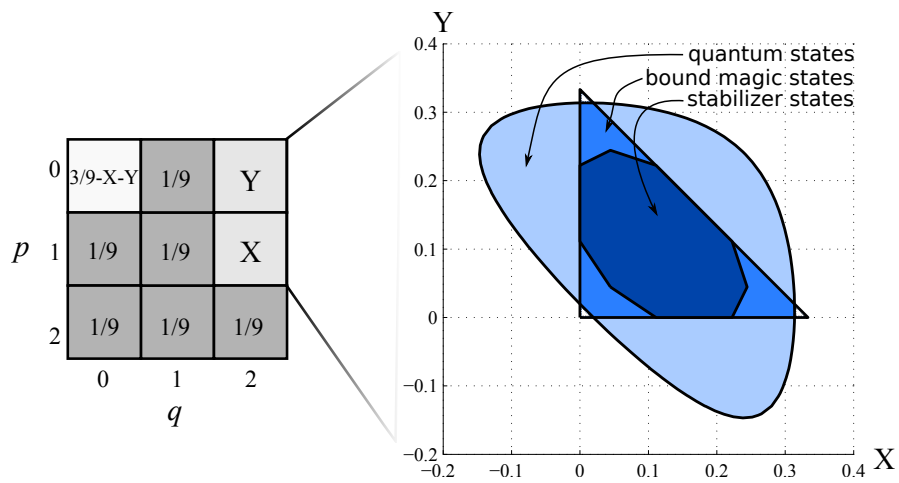 0 3/9-X-Y 1/9 Y
p 1 1/9 1/9 X
2 1/9 1/9 1/9
0 1 2
q
Y
quantum states
bound magic states
stabilizer states
0.4
0.3
0.2
0.1
0
−0.1
−0.2
−0.2 −0.1 0 0.1 0.2 0.3 0.4
X